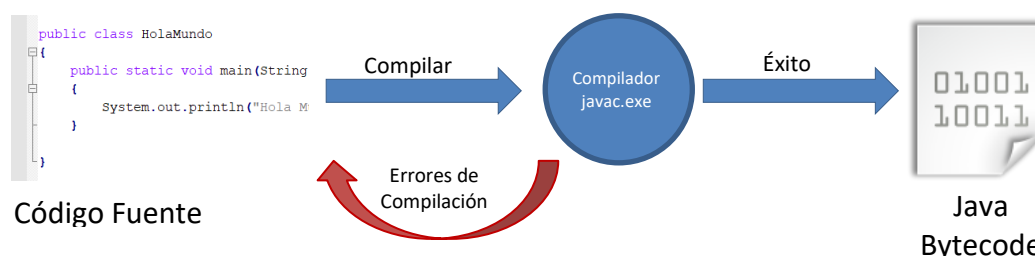 public class HolaMundo
{
public static void main(String
{
System.out.println("Hola M
}
}
Compilar
Compilador
javac.exe
Éxito
01001
10011
Errores de
Compilación
Código Fuente
Java
Bytecode